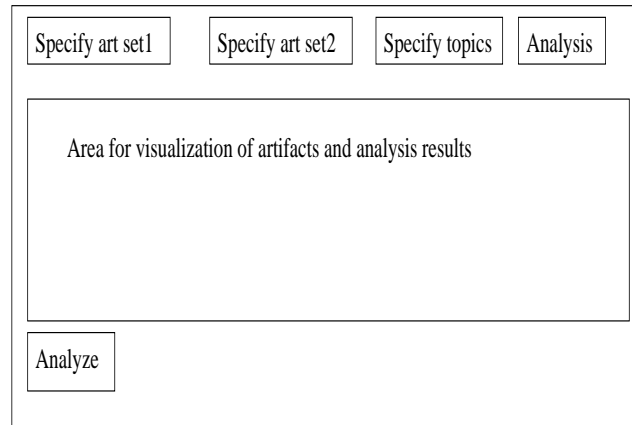 Specify art set1
Specify art set2
Specify topics
Analysis
Area for visualization of artifacts and analysis results
Analyze